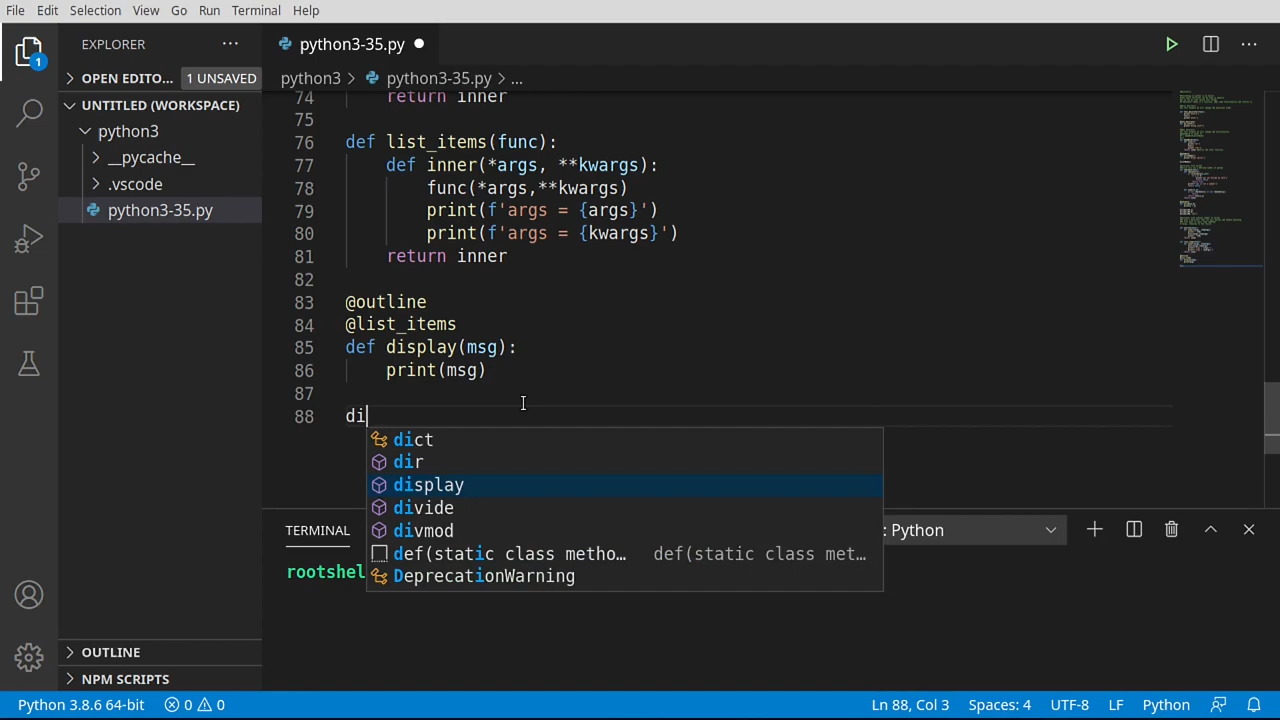 File Edit Selection View Go Run Terminal Help
1
EXPLORER ...
OPEN EDITO... 1 UNSAVED
UNTITLED (WORKSPACE)
python3
__pycache__
.vscode
python3-35.py
OUTLINE
NPM SCRIPTS
python3-35.py
python3 > python3-35.py > ...
74 return inner
75
76 def list_items(func):
77 def inner(*args, **kwargs):
78 func(*args,**kwargs)
79 print(f'args = {args}')
80 print(f'args = {kwargs}')
81 return inner
82
83 @outline
84 @list_items
85 def display(msg):
86 print(msg)
87
88 di
dict
dir
display
divide
divmod
def(static class metho... def(static class met...
DeprecationWarning
TERMINAL : Python
rootshel
Python 3.8.6 64-bit 0 0 Ln 88, Col 3 Spaces: 4 UTF-8 LF Python